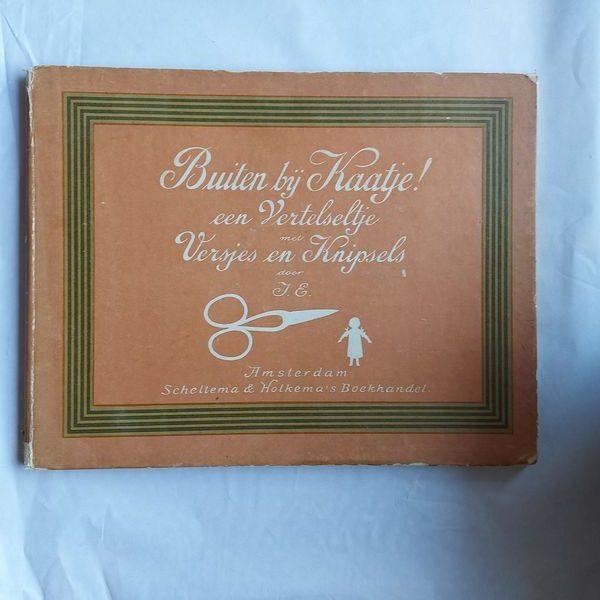 Buiten bij Kaatje!
een Vertelseltje
met
Versjes en Knipsels
door
J. E.
Amsterdam
Scheltema & Holkema's Boekhandel.